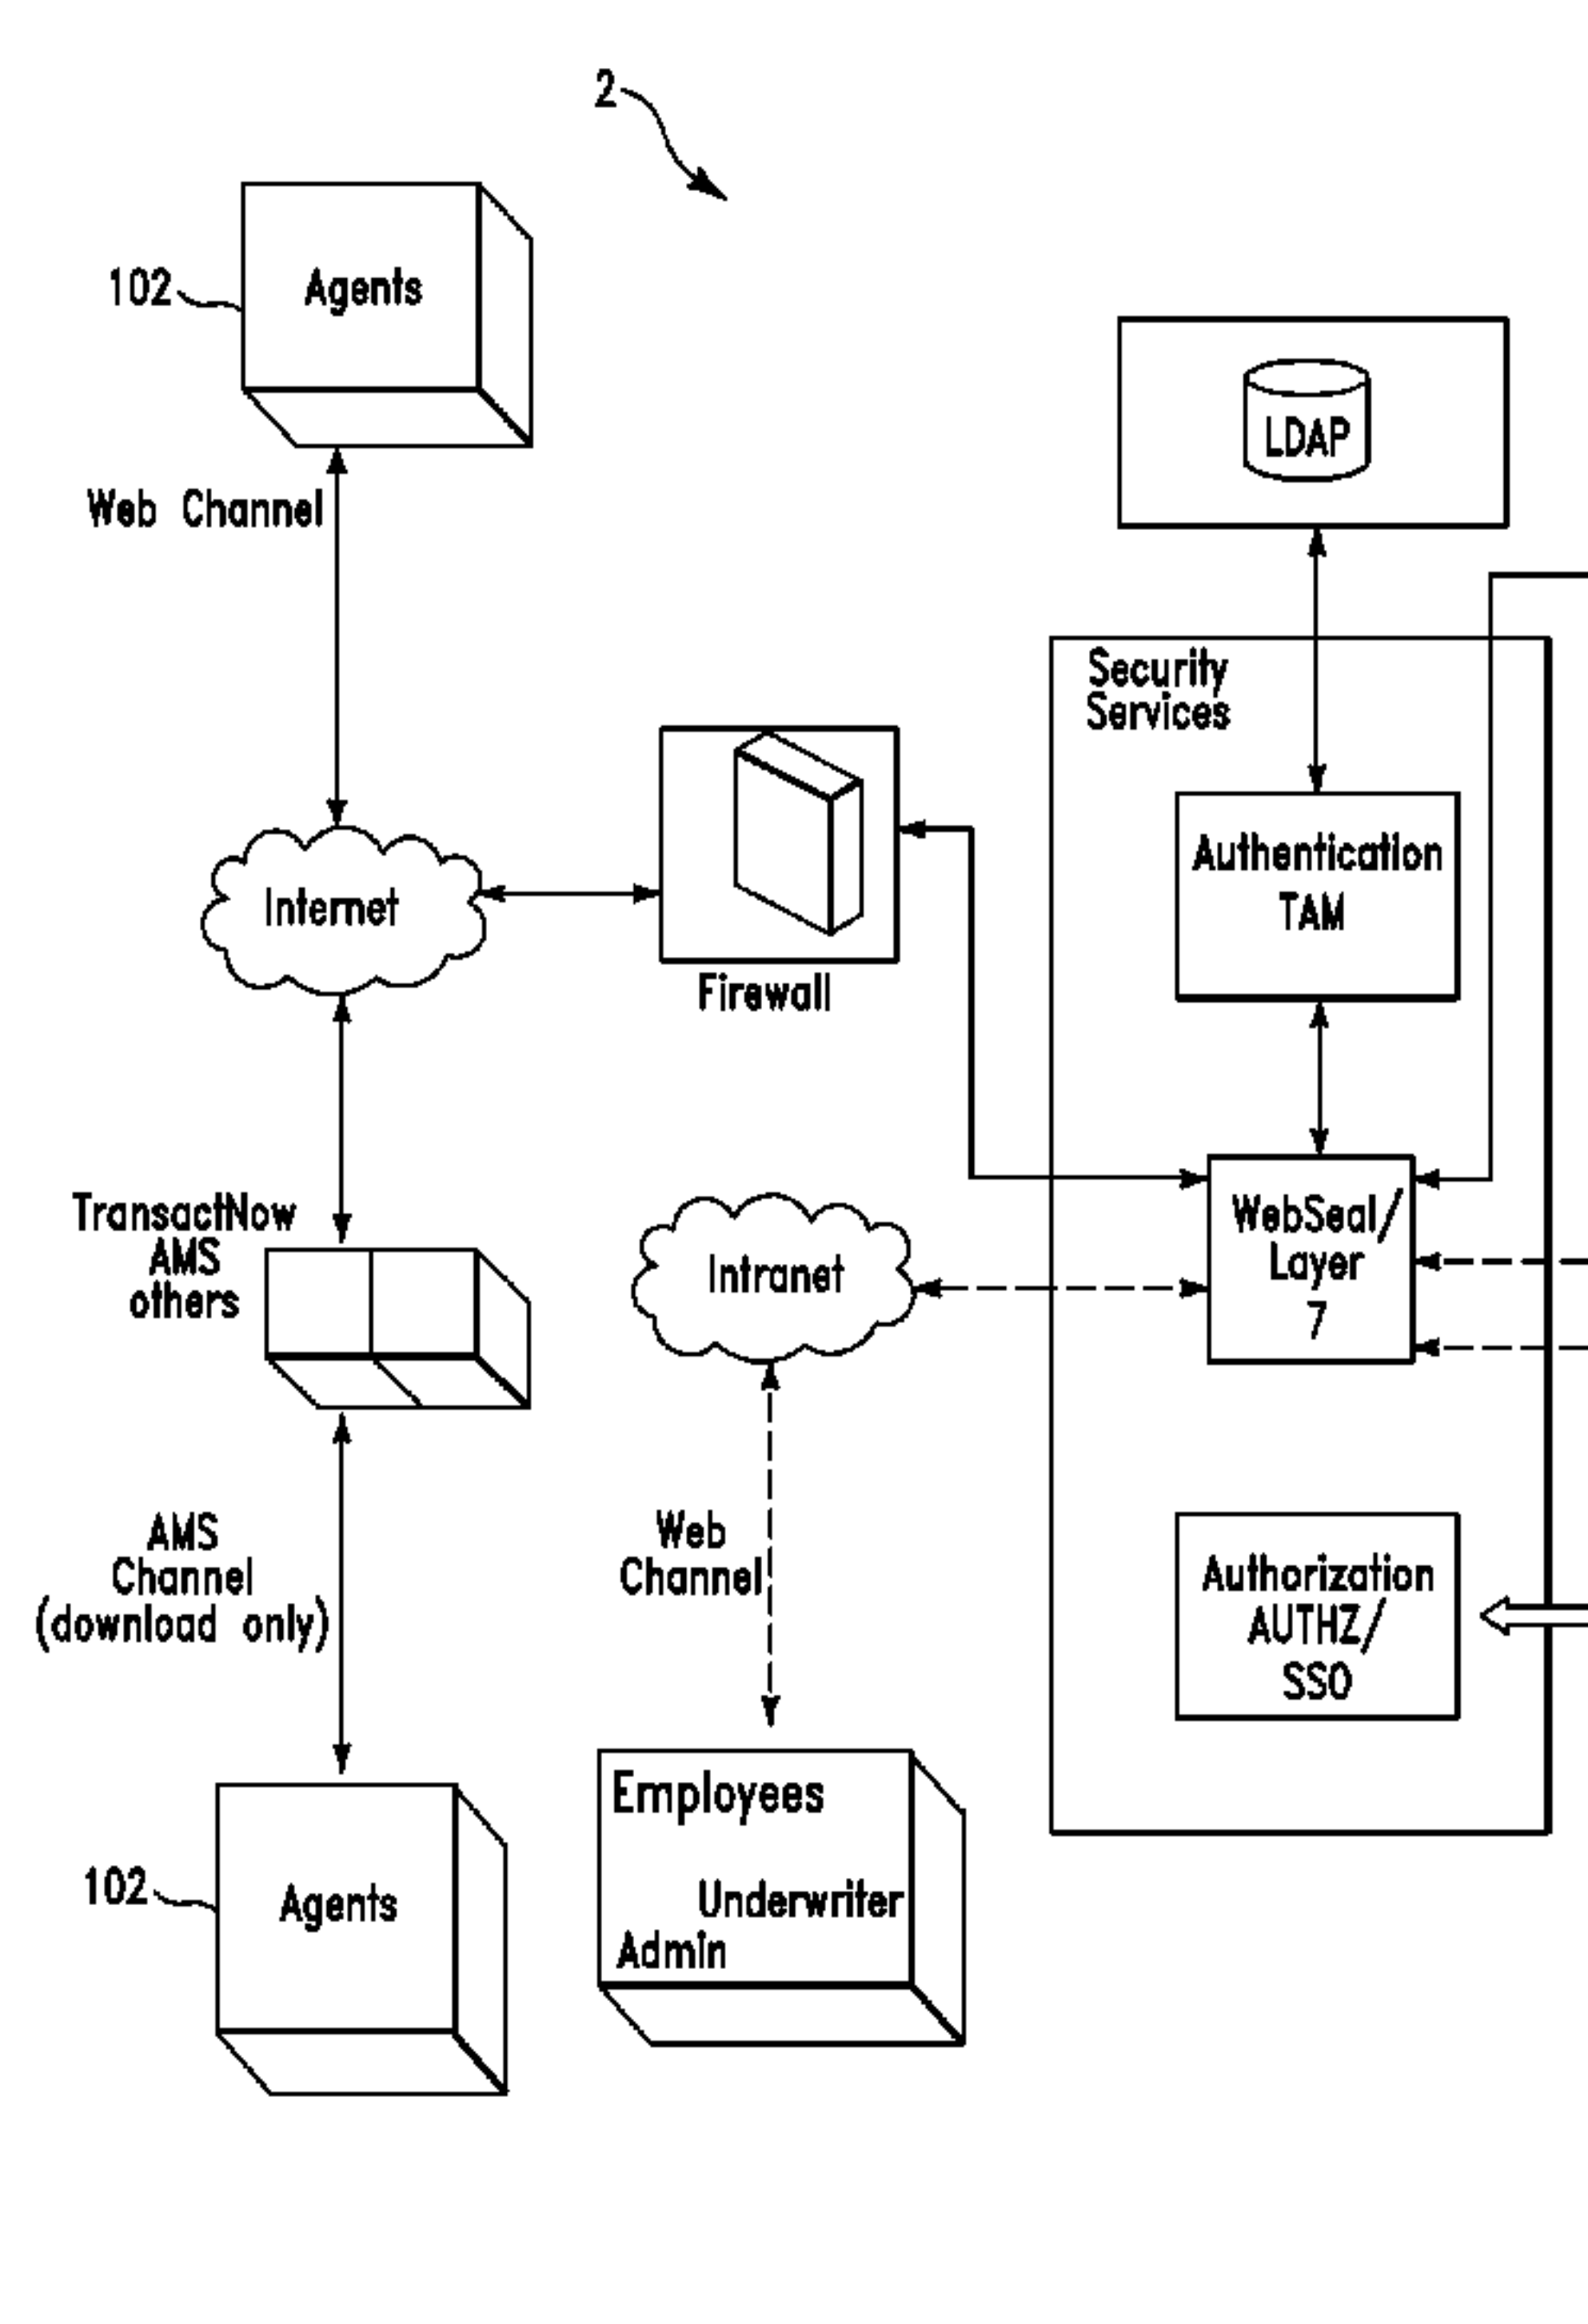 2
102
Agents
Web Channel
LDAP
Security
Services
Authentication
TAM
Internet
Firewall
TransactNow
AMS
others
Intranet
WebSeal/
Layer
7
AMS
Channel
(download only)
Web
Channel
Authorization
AUTHZ/
SSO
102
Agents
Employees
Underwriter
Admin